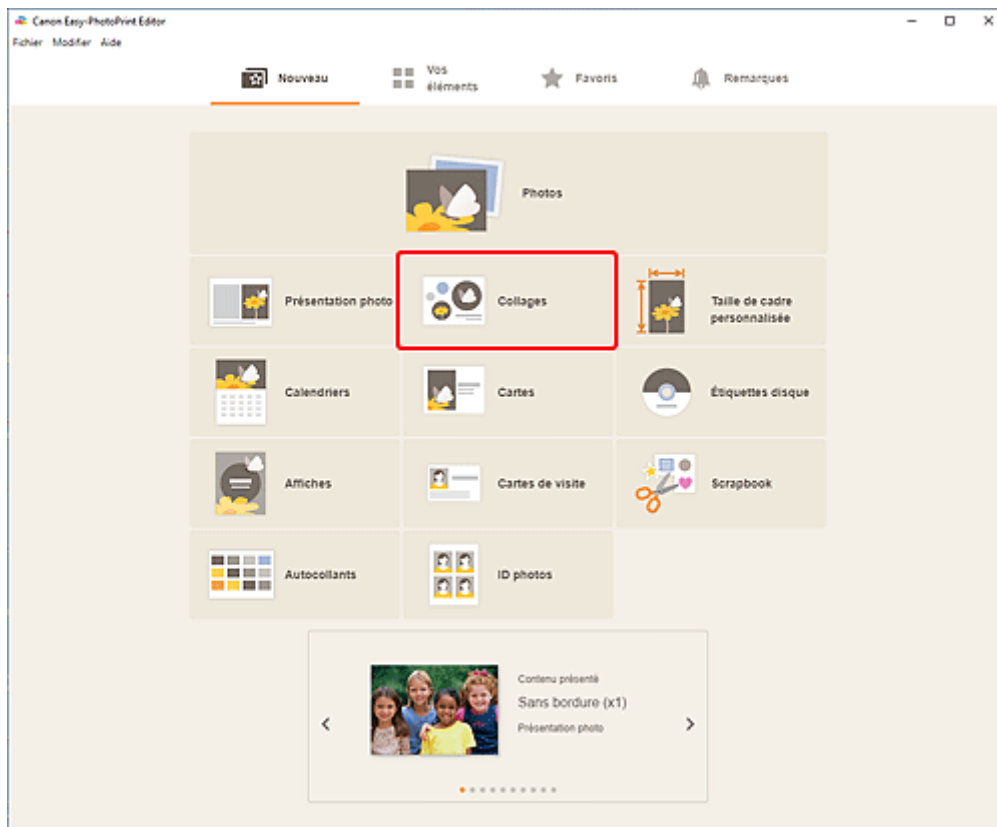 Canon Easy-PhotoPrint Editor
Fichier Modifier Aide
Nouveau
Vos
éléments
Favoris
Remarques
Photos
Présentation photo
Collages
Taille de cadre
personnalisée
Calendriers
Cartes
Étiquettes disque
Affiches
Cartes de visite
Scrapbook
Autocollants
ID photos
Contenu présenté
Sans bordure (x1)
Présentation photo